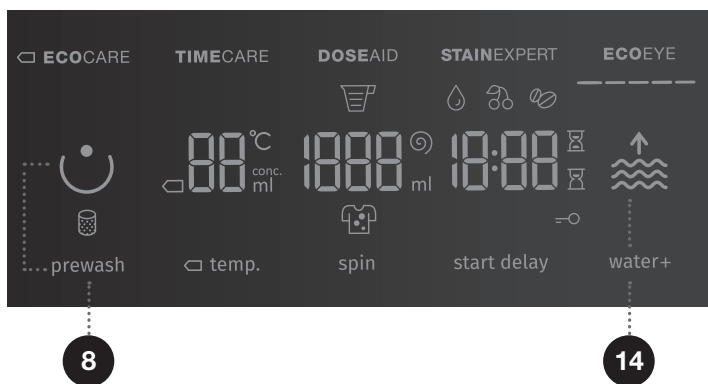 ECOCARE TIMECARE DOSEAID STAINEXPERT ECOEYE
88 °C conc. ml 1888 ml 18:88
prewash temp. spin start delay water+
8 14